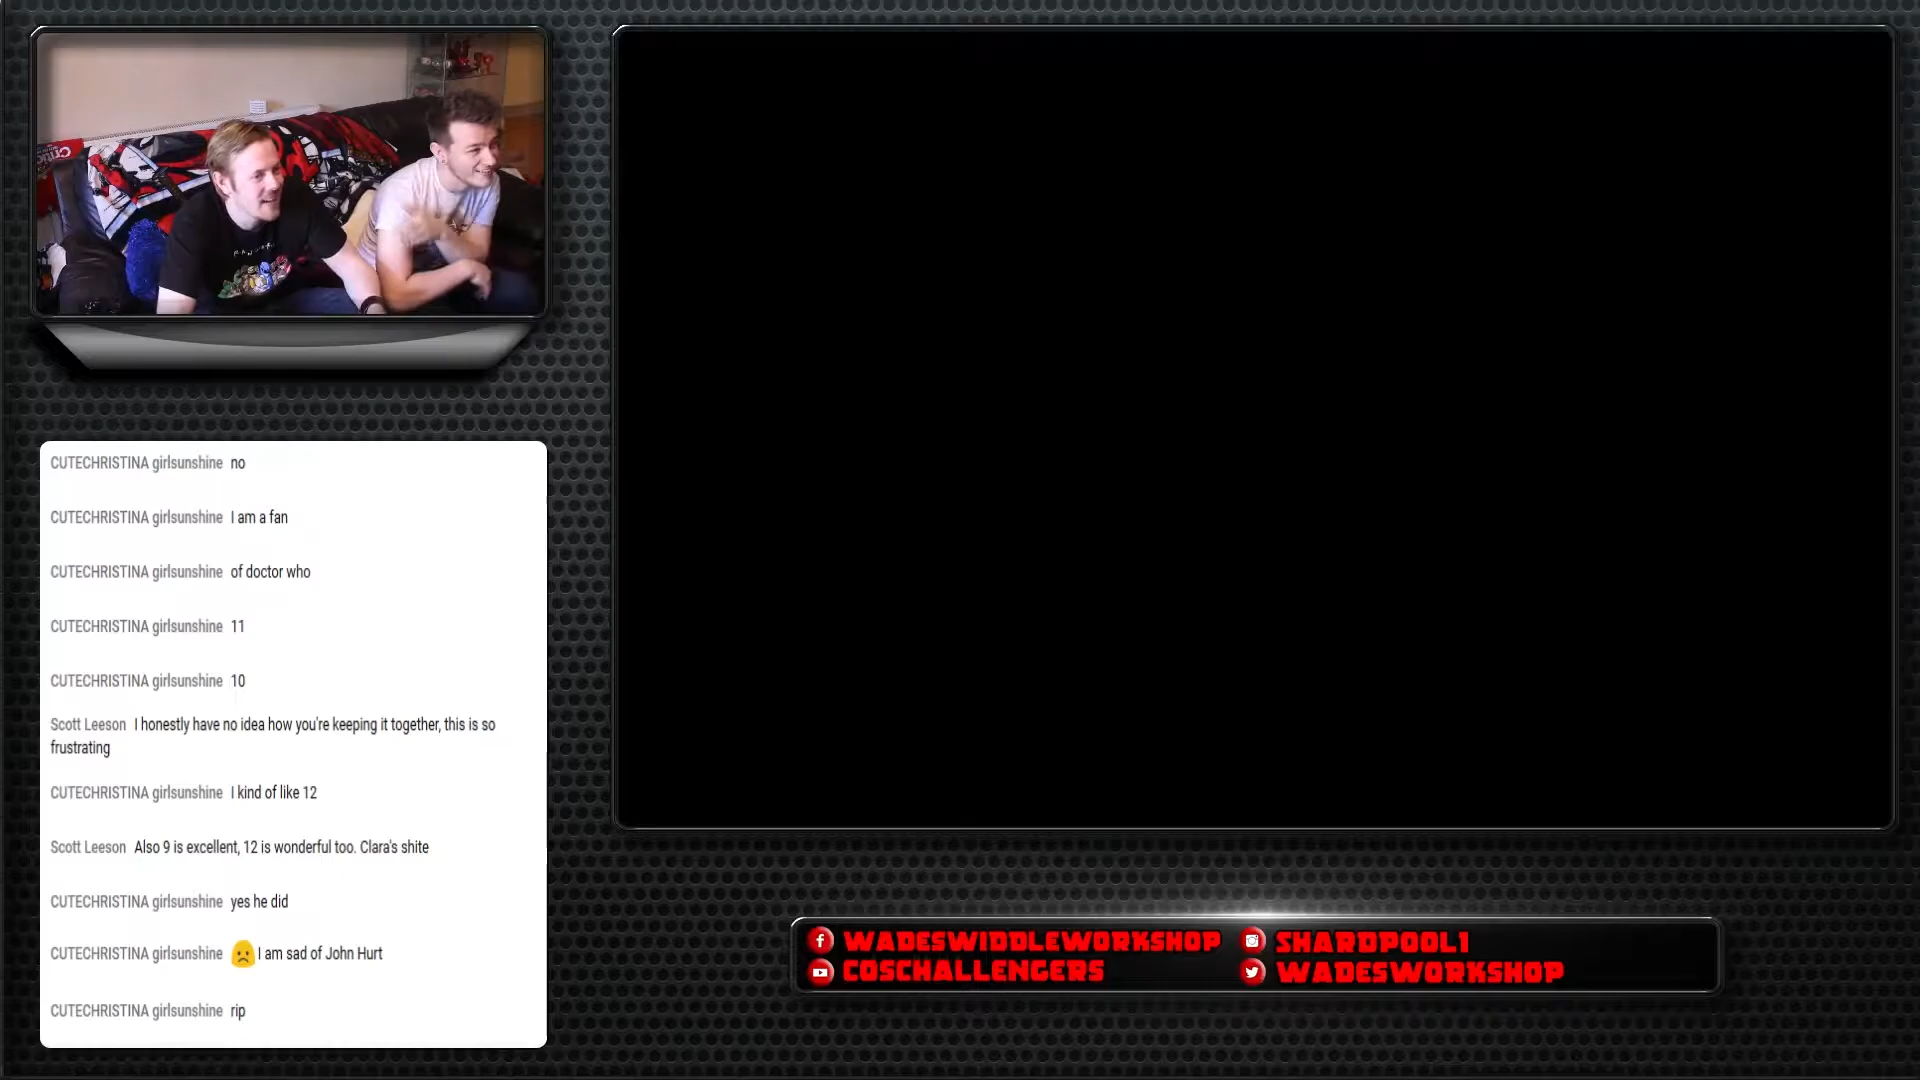 CUTECHRISTINA girlsunshine no
CUTECHRISTINA girlsunshine I am a fan
CUTECHRISTINA girlsunshine of doctor who
CUTECHRISTINA girlsunshine 11
CUTECHRISTINA girlsunshine 10
Scott Leeson I honestly have no idea how you're keeping it together, this is so
frustrating
CUTECHRISTINA girlsunshine I kind of like 12
Scott Leeson Also 9 is excellent, 12 is wonderful too. Clara's shite
CUTECHRISTINA girlsunshine yes he did
CUTECHRISTINA girlsunshine I am sad of John Hurt
CUTECHRISTINA girlsunshine rip
WADESWIDDLEWORKSHOP
SHARDPOOL1
COSCHALLENGERS
WADESWORKSHOP